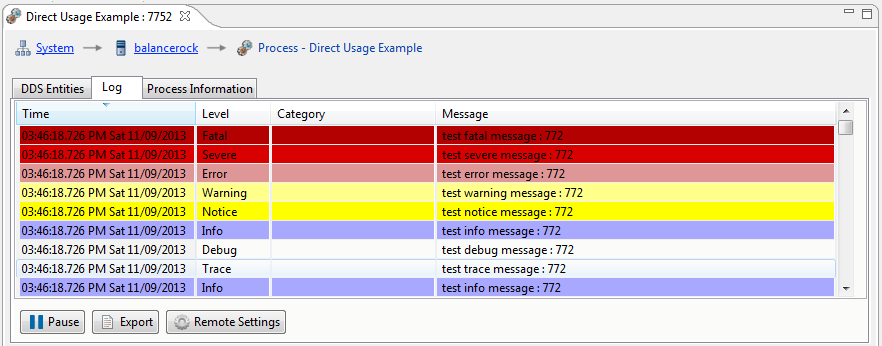 Direct Usage Example : 7752
System balancerock Process - Direct Usage Example
DDS Entities Log Process Information
Time Level Category Message
03:46:18.726 PM Sat 11/09/2013 Fatal test fatal message : 772
03:46:18.726 PM Sat 11/09/2013 Severe test severe message : 772
03:46:18.726 PM Sat 11/09/2013 Error test error message : 772
03:46:18.726 PM Sat 11/09/2013 Warning test warning message : 772
03:46:18.726 PM Sat 11/09/2013 Notice test notice message : 772
03:46:18.726 PM Sat 11/09/2013 Info test info message : 772
03:46:18.726 PM Sat 11/09/2013 Debug test debug message : 772
03:46:18.726 PM Sat 11/09/2013 Trace test trace message : 772
03:46:18.726 PM Sat 11/09/2013 Info test info message : 772
Pause Export Remote Settings